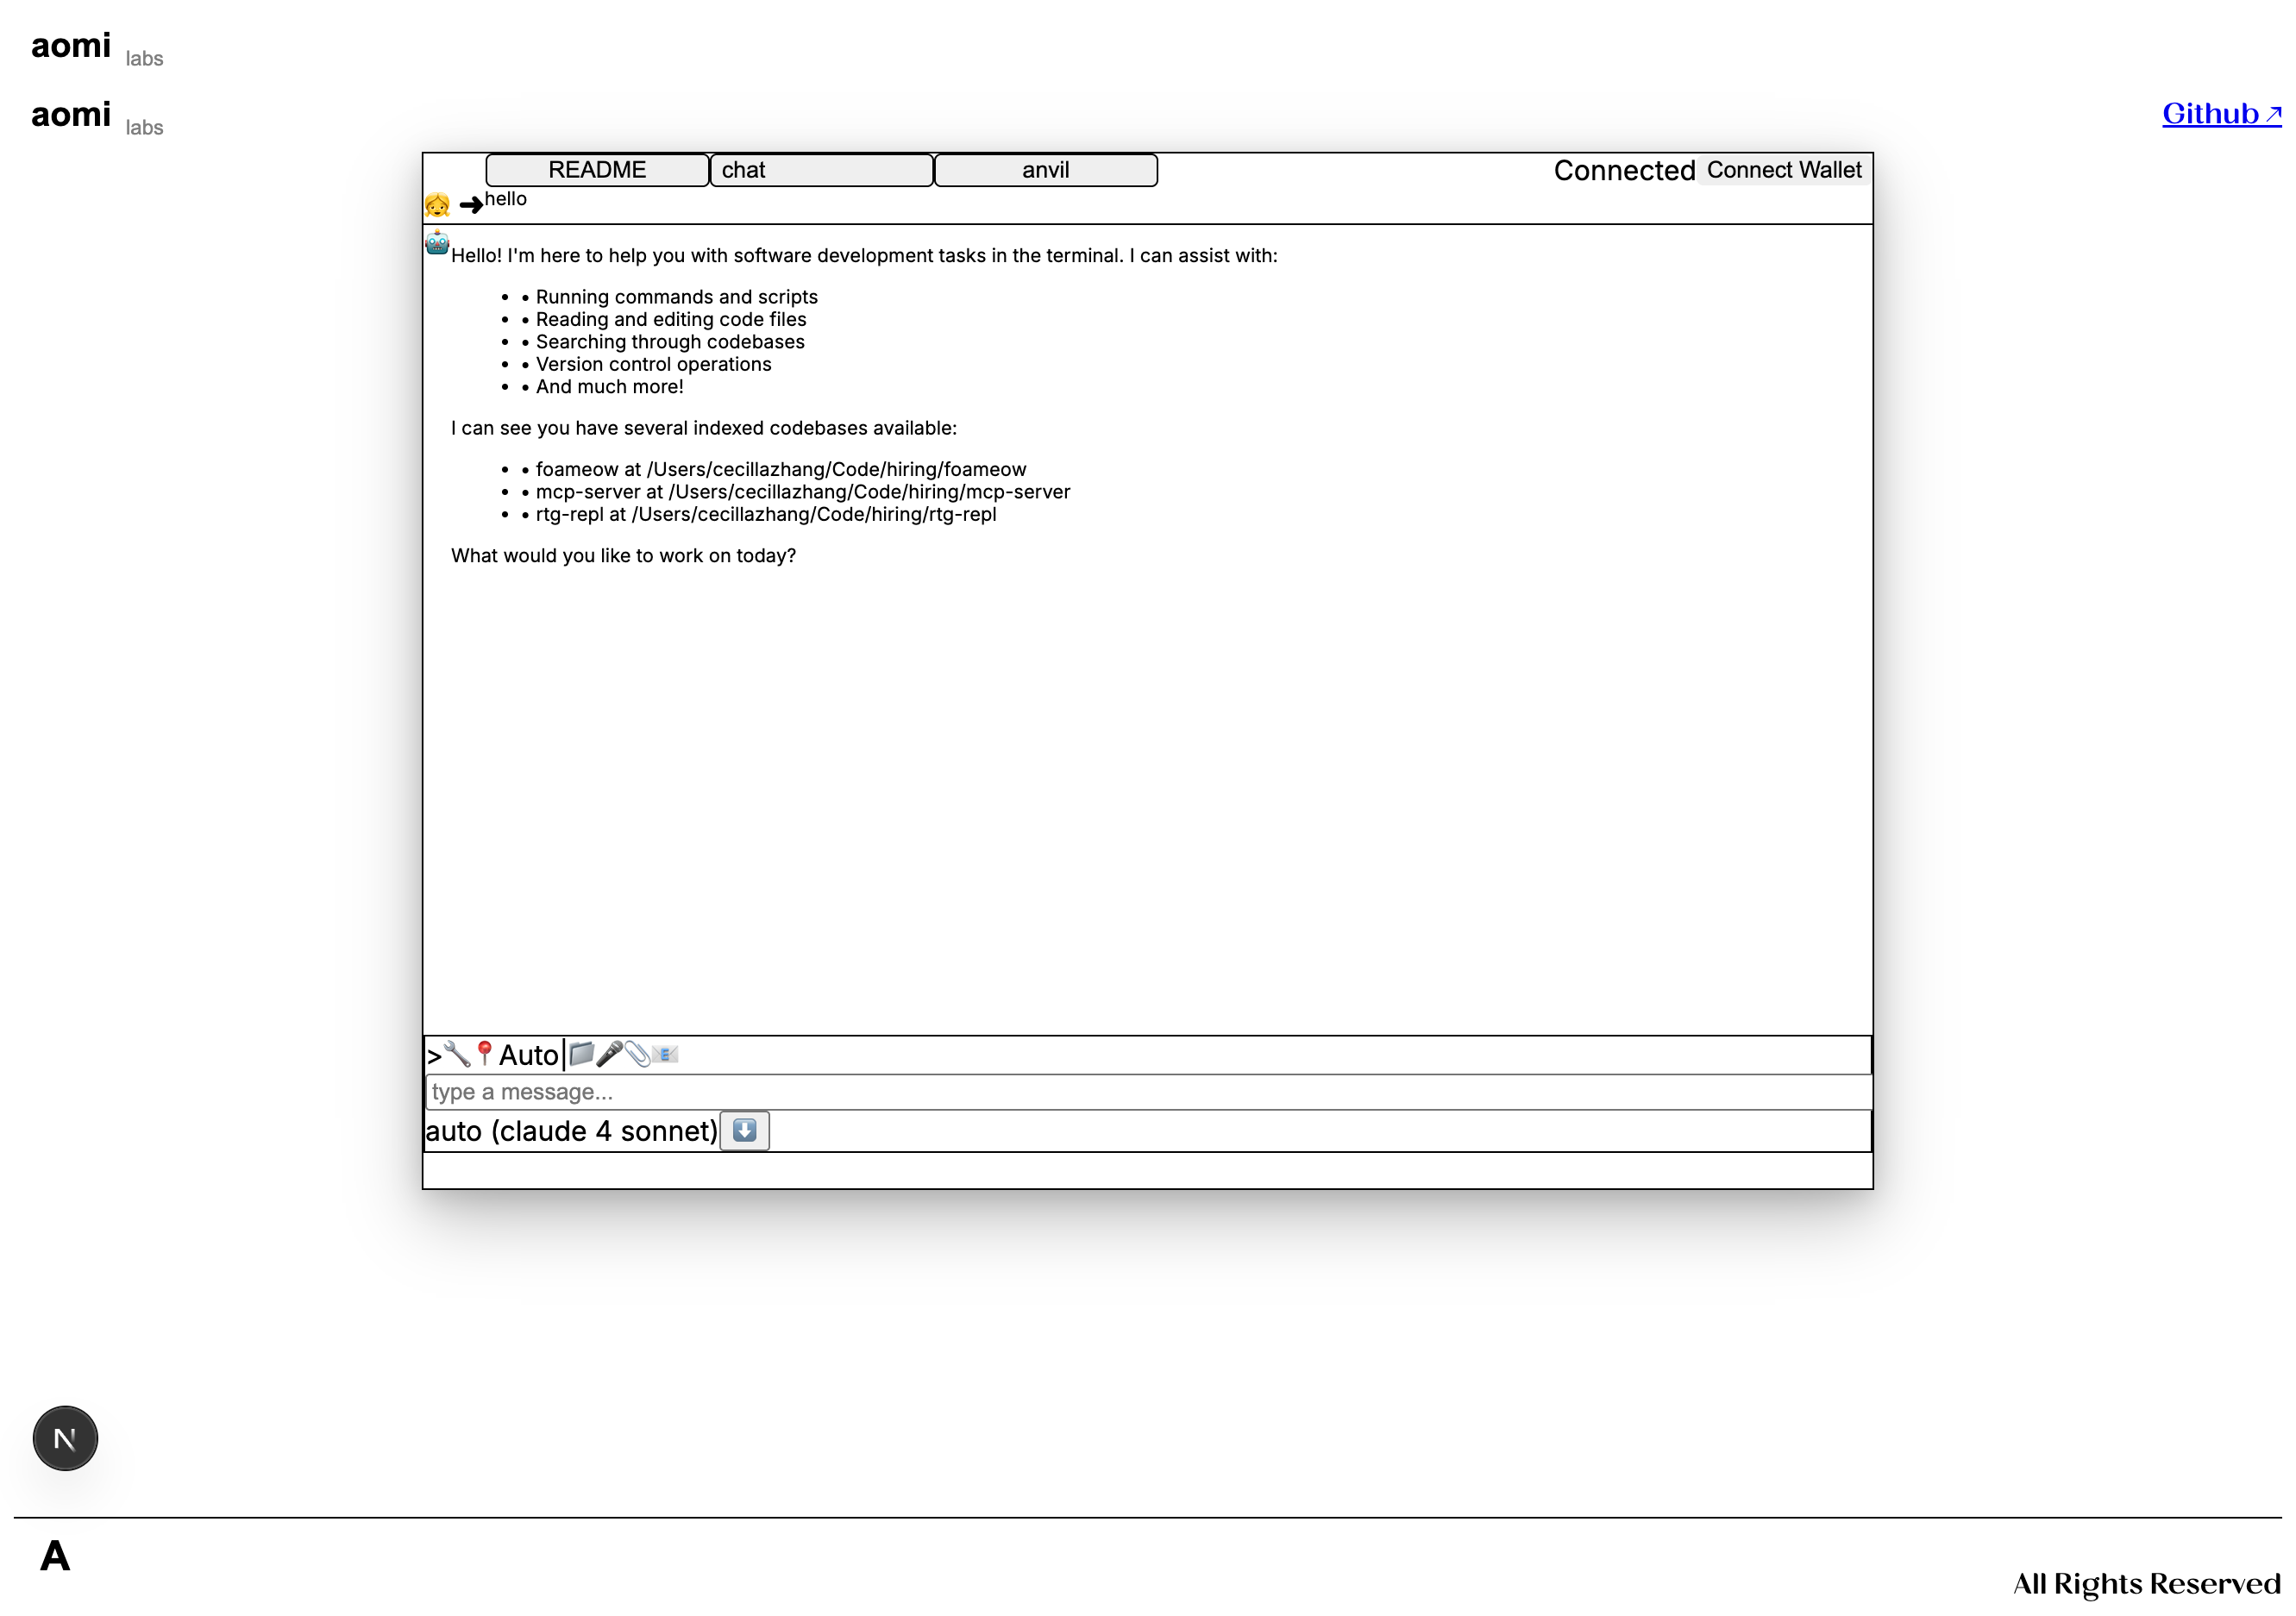 aomi labs
aomi labs
Github ↗
README chat anvil Connected Connect Wallet
👧 ➜ hello
🤖 Hello! I'm here to help you with software development tasks in the terminal. I can assist with:
• • Running commands and scripts
• • Reading and editing code files
• • Searching through codebases
• • Version control operations
• • And much more!
I can see you have several indexed codebases available:
• • foameow at /Users/cecillazhang/Code/hiring/foameow
• • mcp-server at /Users/cecillazhang/Code/hiring/mcp-server
• • rtg-repl at /Users/cecillazhang/Code/hiring/rtg-repl
What would you like to work on today?
>🔧📍Auto|📁🎤📎📧
type a message...
auto (claude 4 sonnet) ⬇️
N
A
All Rights Reserved